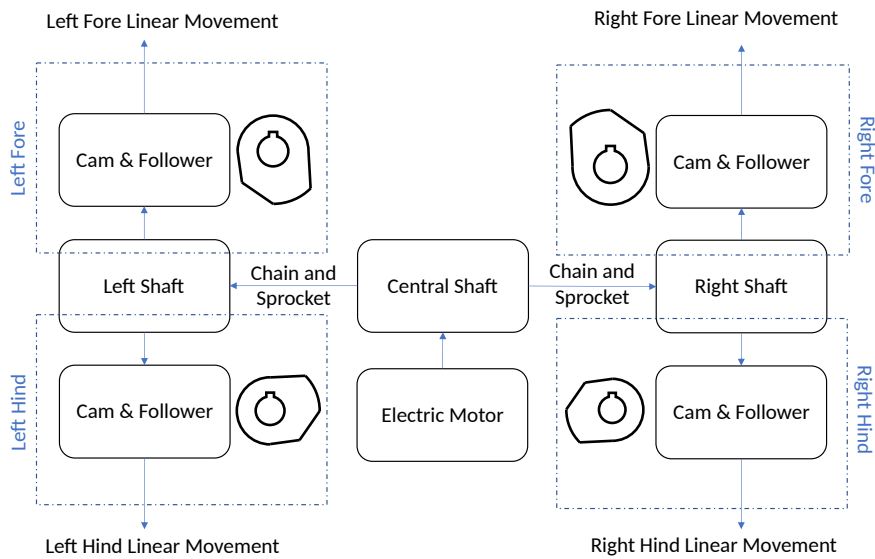 Left Fore Linear Movement
Right Fore Linear Movement
Left Fore
Cam & Follower
Cam & Follower
Right Fore
Left Shaft
Chain and
Sprocket
Central Shaft
Chain and
Sprocket
Right Shaft
Left Hind
Cam & Follower
Electric Motor
Cam & Follower
Right Hind
Left Hind Linear Movement
Right Hind Linear Movement